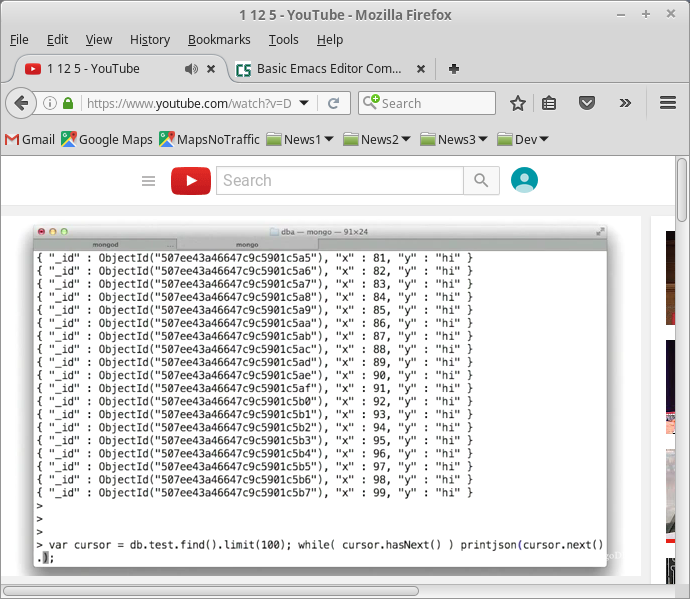 1 12 5 - YouTube - Mozilla Firefox
File Edit View History Bookmarks Tools Help
1 12 5 - YouTube
Basic Emacs Editor Com...
https://www.youtube.com/watch?v=D
Search
Gmail Google Maps MapsNoTraffic News1 News2 News3 Dev
Search
dba — mongo — 91×24
mongod mongo
{ "_id" : ObjectId("507ee43a46647c9c5901c5a5"), "x" : 81, "y" : "hi" }
{ "_id" : ObjectId("507ee43a46647c9c5901c5a6"), "x" : 82, "y" : "hi" }
{ "_id" : ObjectId("507ee43a46647c9c5901c5a7"), "x" : 83, "y" : "hi" }
{ "_id" : ObjectId("507ee43a46647c9c5901c5a8"), "x" : 84, "y" : "hi" }
{ "_id" : ObjectId("507ee43a46647c9c5901c5a9"), "x" : 85, "y" : "hi" }
{ "_id" : ObjectId("507ee43a46647c9c5901c5aa"), "x" : 86, "y" : "hi" }
{ "_id" : ObjectId("507ee43a46647c9c5901c5ab"), "x" : 87, "y" : "hi" }
{ "_id" : ObjectId("507ee43a46647c9c5901c5ac"), "x" : 88, "y" : "hi" }
{ "_id" : ObjectId("507ee43a46647c9c5901c5ad"), "x" : 89, "y" : "hi" }
{ "_id" : ObjectId("507ee43a46647c9c5901c5ae"), "x" : 90, "y" : "hi" }
{ "_id" : ObjectId("507ee43a46647c9c5901c5af"), "x" : 91, "y" : "hi" }
{ "_id" : ObjectId("507ee43a46647c9c5901c5b0"), "x" : 92, "y" : "hi" }
{ "_id" : ObjectId("507ee43a46647c9c5901c5b1"), "x" : 93, "y" : "hi" }
{ "_id" : ObjectId("507ee43a46647c9c5901c5b2"), "x" : 94, "y" : "hi" }
{ "_id" : ObjectId("507ee43a46647c9c5901c5b3"), "x" : 95, "y" : "hi" }
{ "_id" : ObjectId("507ee43a46647c9c5901c5b4"), "x" : 96, "y" : "hi" }
{ "_id" : ObjectId("507ee43a46647c9c5901c5b5"), "x" : 97, "y" : "hi" }
{ "_id" : ObjectId("507ee43a46647c9c5901c5b6"), "x" : 98, "y" : "hi" }
{ "_id" : ObjectId("507ee43a46647c9c5901c5b7"), "x" : 99, "y" : "hi" }
>
>
>
> var cursor = db.test.find().limit(100); while( cursor.hasNext() ) printjson(cursor.next()
.);